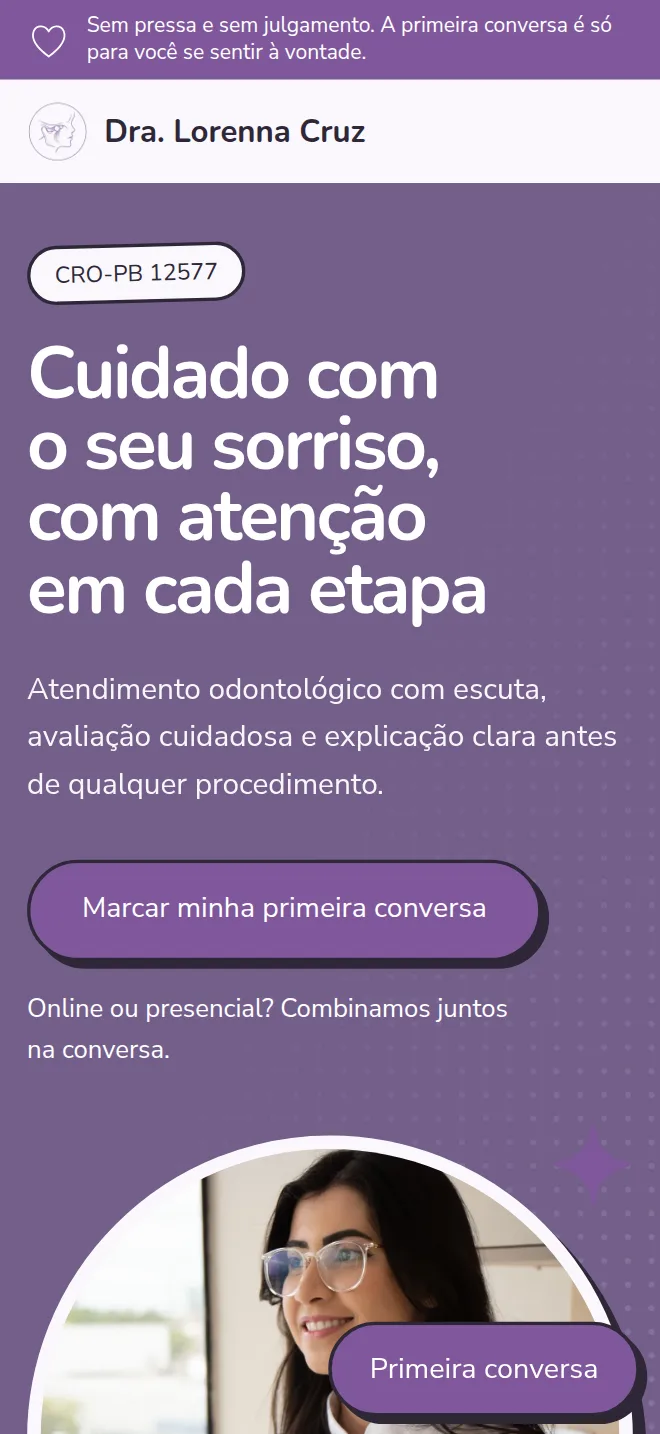 Sem pressa e sem julgamento. A primeira conversa é só
para você se sentir à vontade.
Dra. Lorenna Cruz
CRO-PB 12577
Cuidado com
o seu sorriso,
com atenção
em cada etapa
Atendimento odontológico com escuta,
avaliação cuidadosa e explicação clara antes
de qualquer procedimento.
Marcar minha primeira conversa
Online ou presencial? Combinamos juntos
na conversa.
Primeira conversa